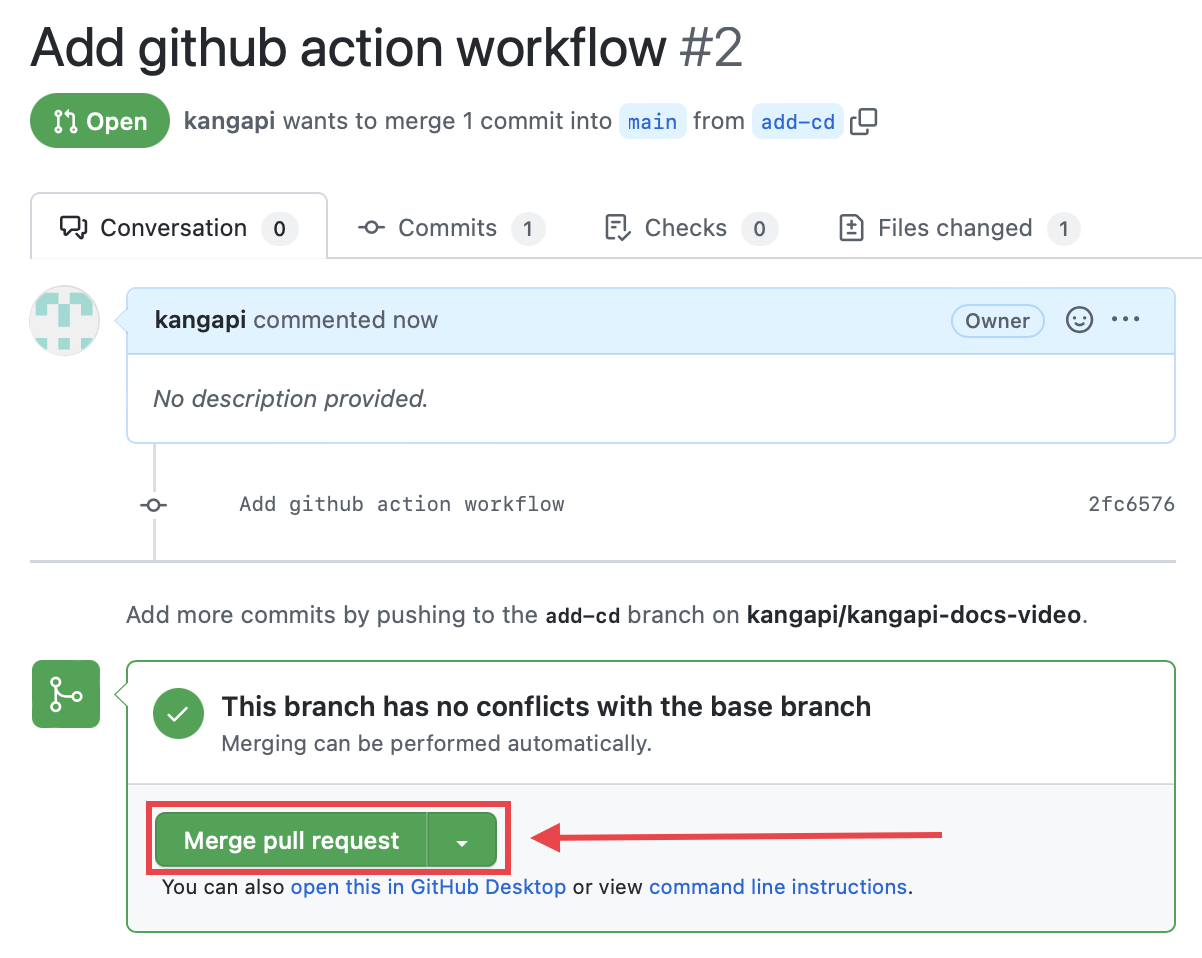 Add github action workflow #2
Open kangapi wants to merge 1 commit into main from add-cd
Conversation 0 Commits 1 Checks 0 Files changed 1
kangapi commented now Owner
No description provided.
Add github action workflow 2fc6576
Add more commits by pushing to the add-cd branch on kangapi/kangapi-docs-video.
This branch has no conflicts with the base branch
Merging can be performed automatically.
Merge pull request
You can also open this in GitHub Desktop or view command line instructions.